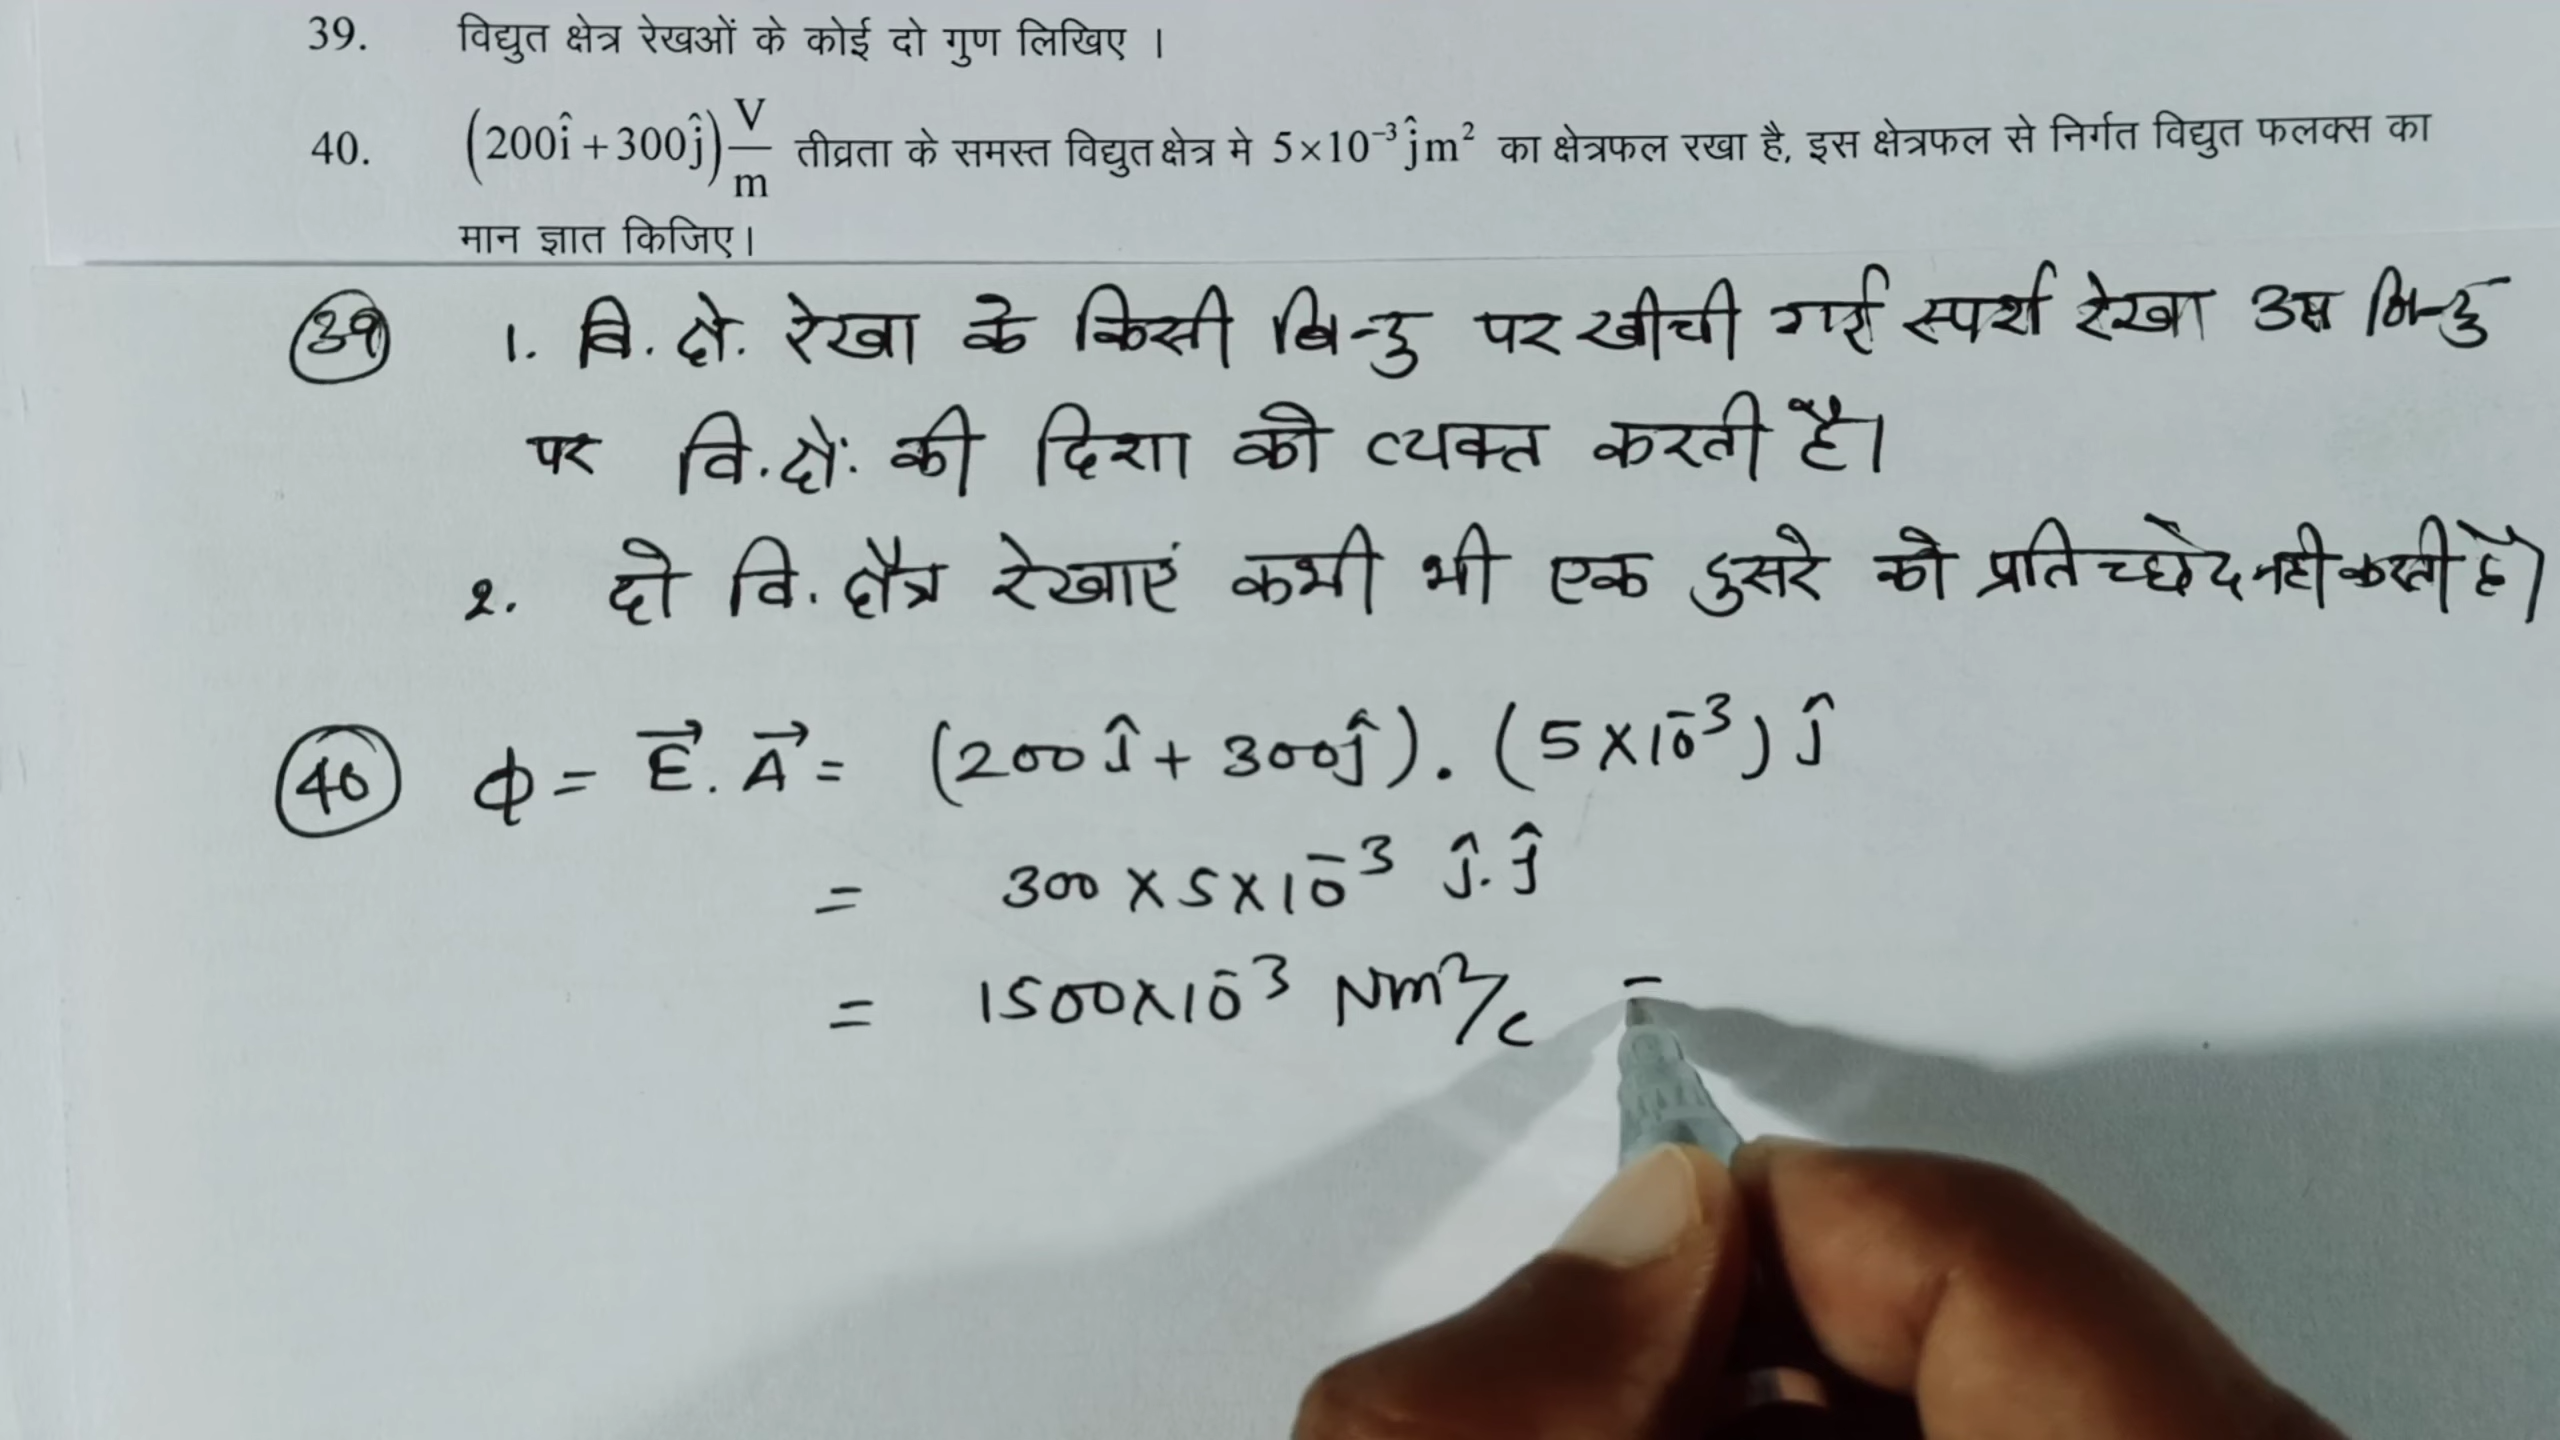 39. विद्युत क्षेत्र रेखओं के कोई दो गुण लिखिए ।
40. (200î+300ĵ) V/m तीव्रता के समस्त विद्युत क्षेत्र मे 5×10⁻³ ĵ m² का क्षेत्रफल रखा है, इस क्षेत्रफल से निर्गत विद्युत फलक्स का
मान ज्ञात किजिए।
39 1. वि. क्षे. रेखा के किसी बिन्दु पर खीची गई स्पर्श रेखा उस बिन्दु
पर वि. क्षे. की दिशा को व्यक्त करती है।
2. दो वि. क्षैत्र रेखाएं कभी भी एक दुसरे को प्रतिच्छेद नही करती है।
40 ϕ = E⃗ . A⃗ = (200 î + 300ĵ) . (5×10⁻³) ĵ
= 300 × 5 × 10⁻³ ĵ . ĵ
= 1500×10⁻³ Nm²/c -